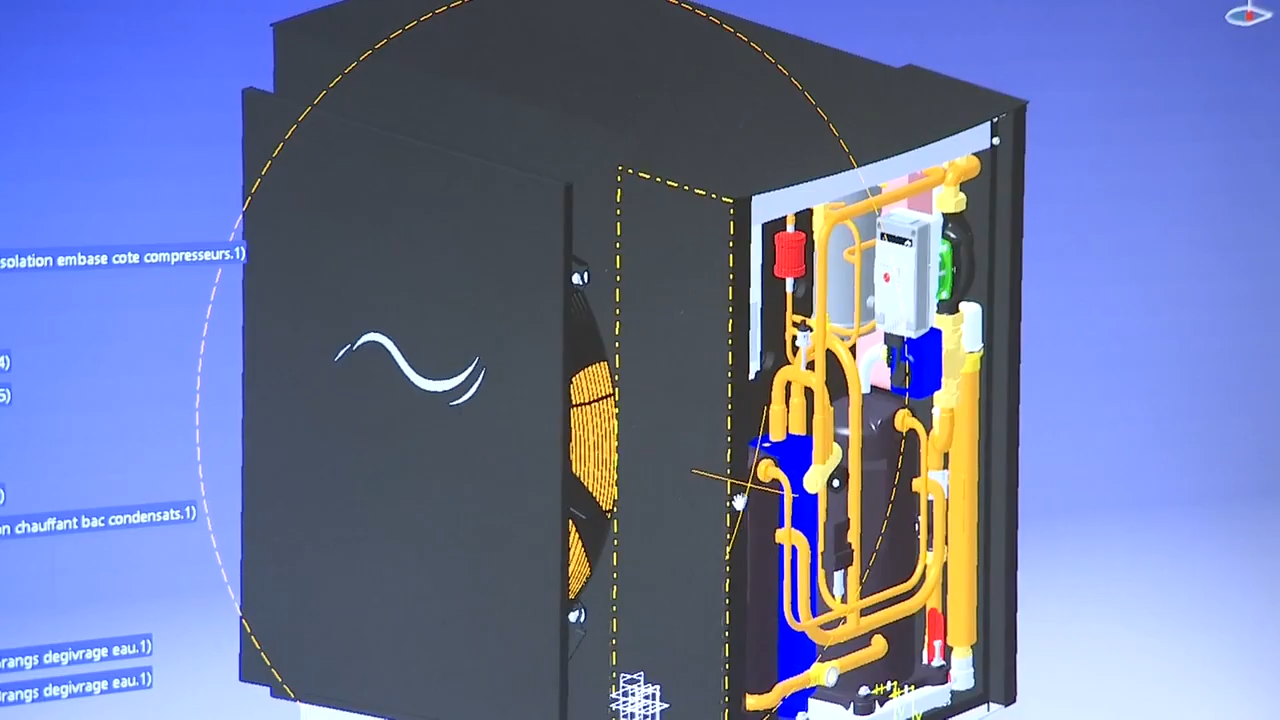 solation embase cote compresseurs.1)
4)
5)
)
n chauffant bac condensats.1)
rangs degivrage eau.1)
rangs degivrage eau.1)